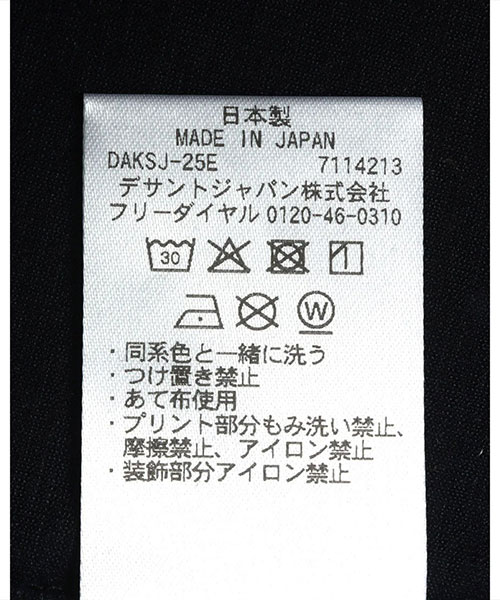 日本製
MADE IN JAPAN
DAKSJ-25E 7114213
デサントジャパン株式会社
フリーダイヤル 0120-46-0310
30
W
・同系色と一緒に洗う
・つけ置き禁止
・あて布使用
・プリント部分もみ洗い禁止、
摩擦禁止、アイロン禁止
・装飾部分アイロン禁止